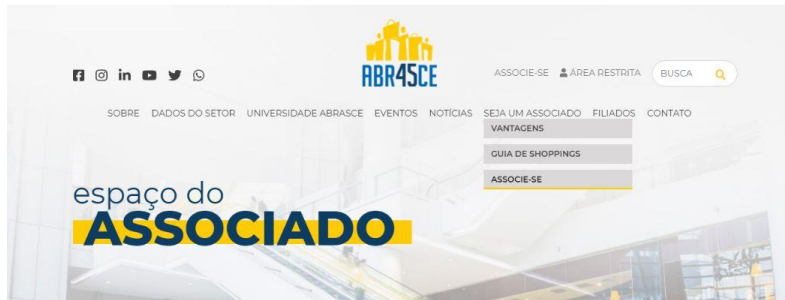 ABR45CE
ASSOCIE-SE ÁREA RESTRITA BUSCA
SOBRE DADOS DO SETOR UNIVERSIDADE ABRASCE EVENTOS NOTÍCIAS SEJA UM ASSOCIADO FILIADOS CONTATO
VANTAGENS
GUIA DE SHOPPINGS
ASSOCIE-SE
espaço do
ASSOCIADO